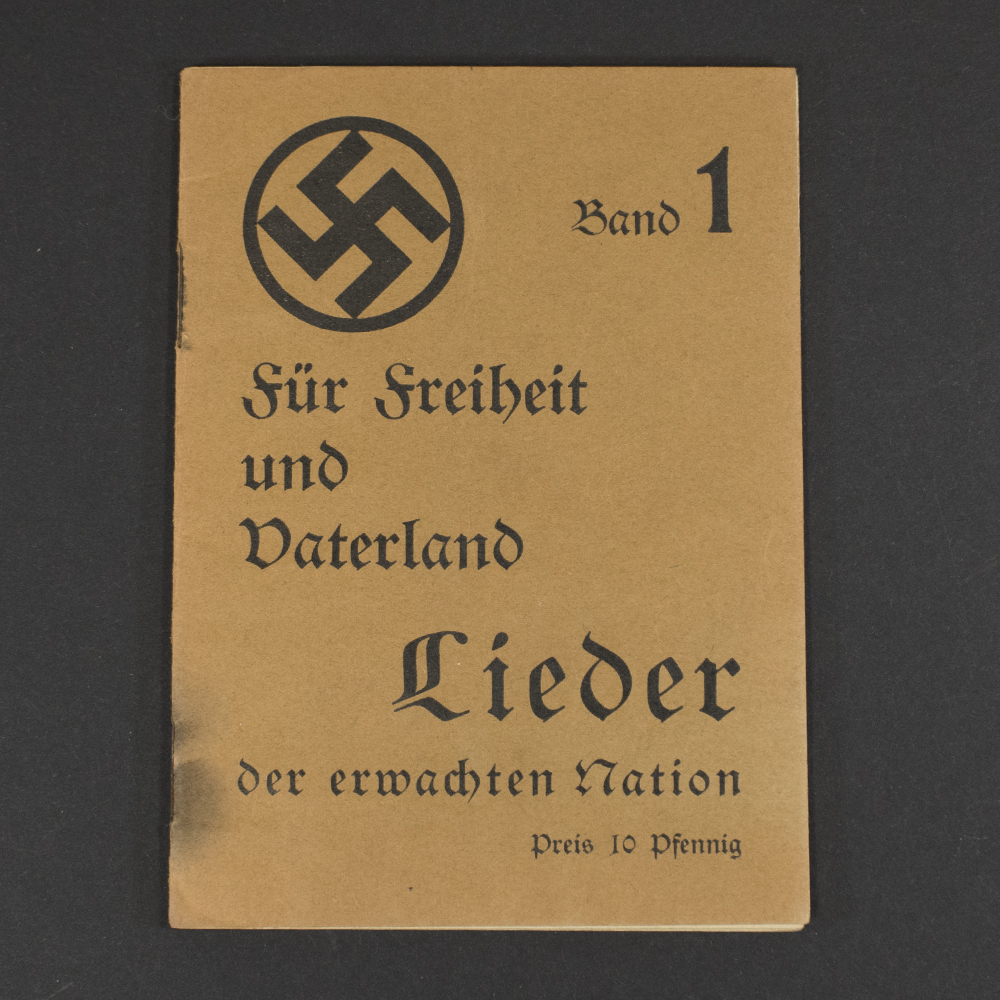 Band 1
Für Freiheit
und
Vaterland
Lieder
der erwachten Nation
Preis 10 Pfennig